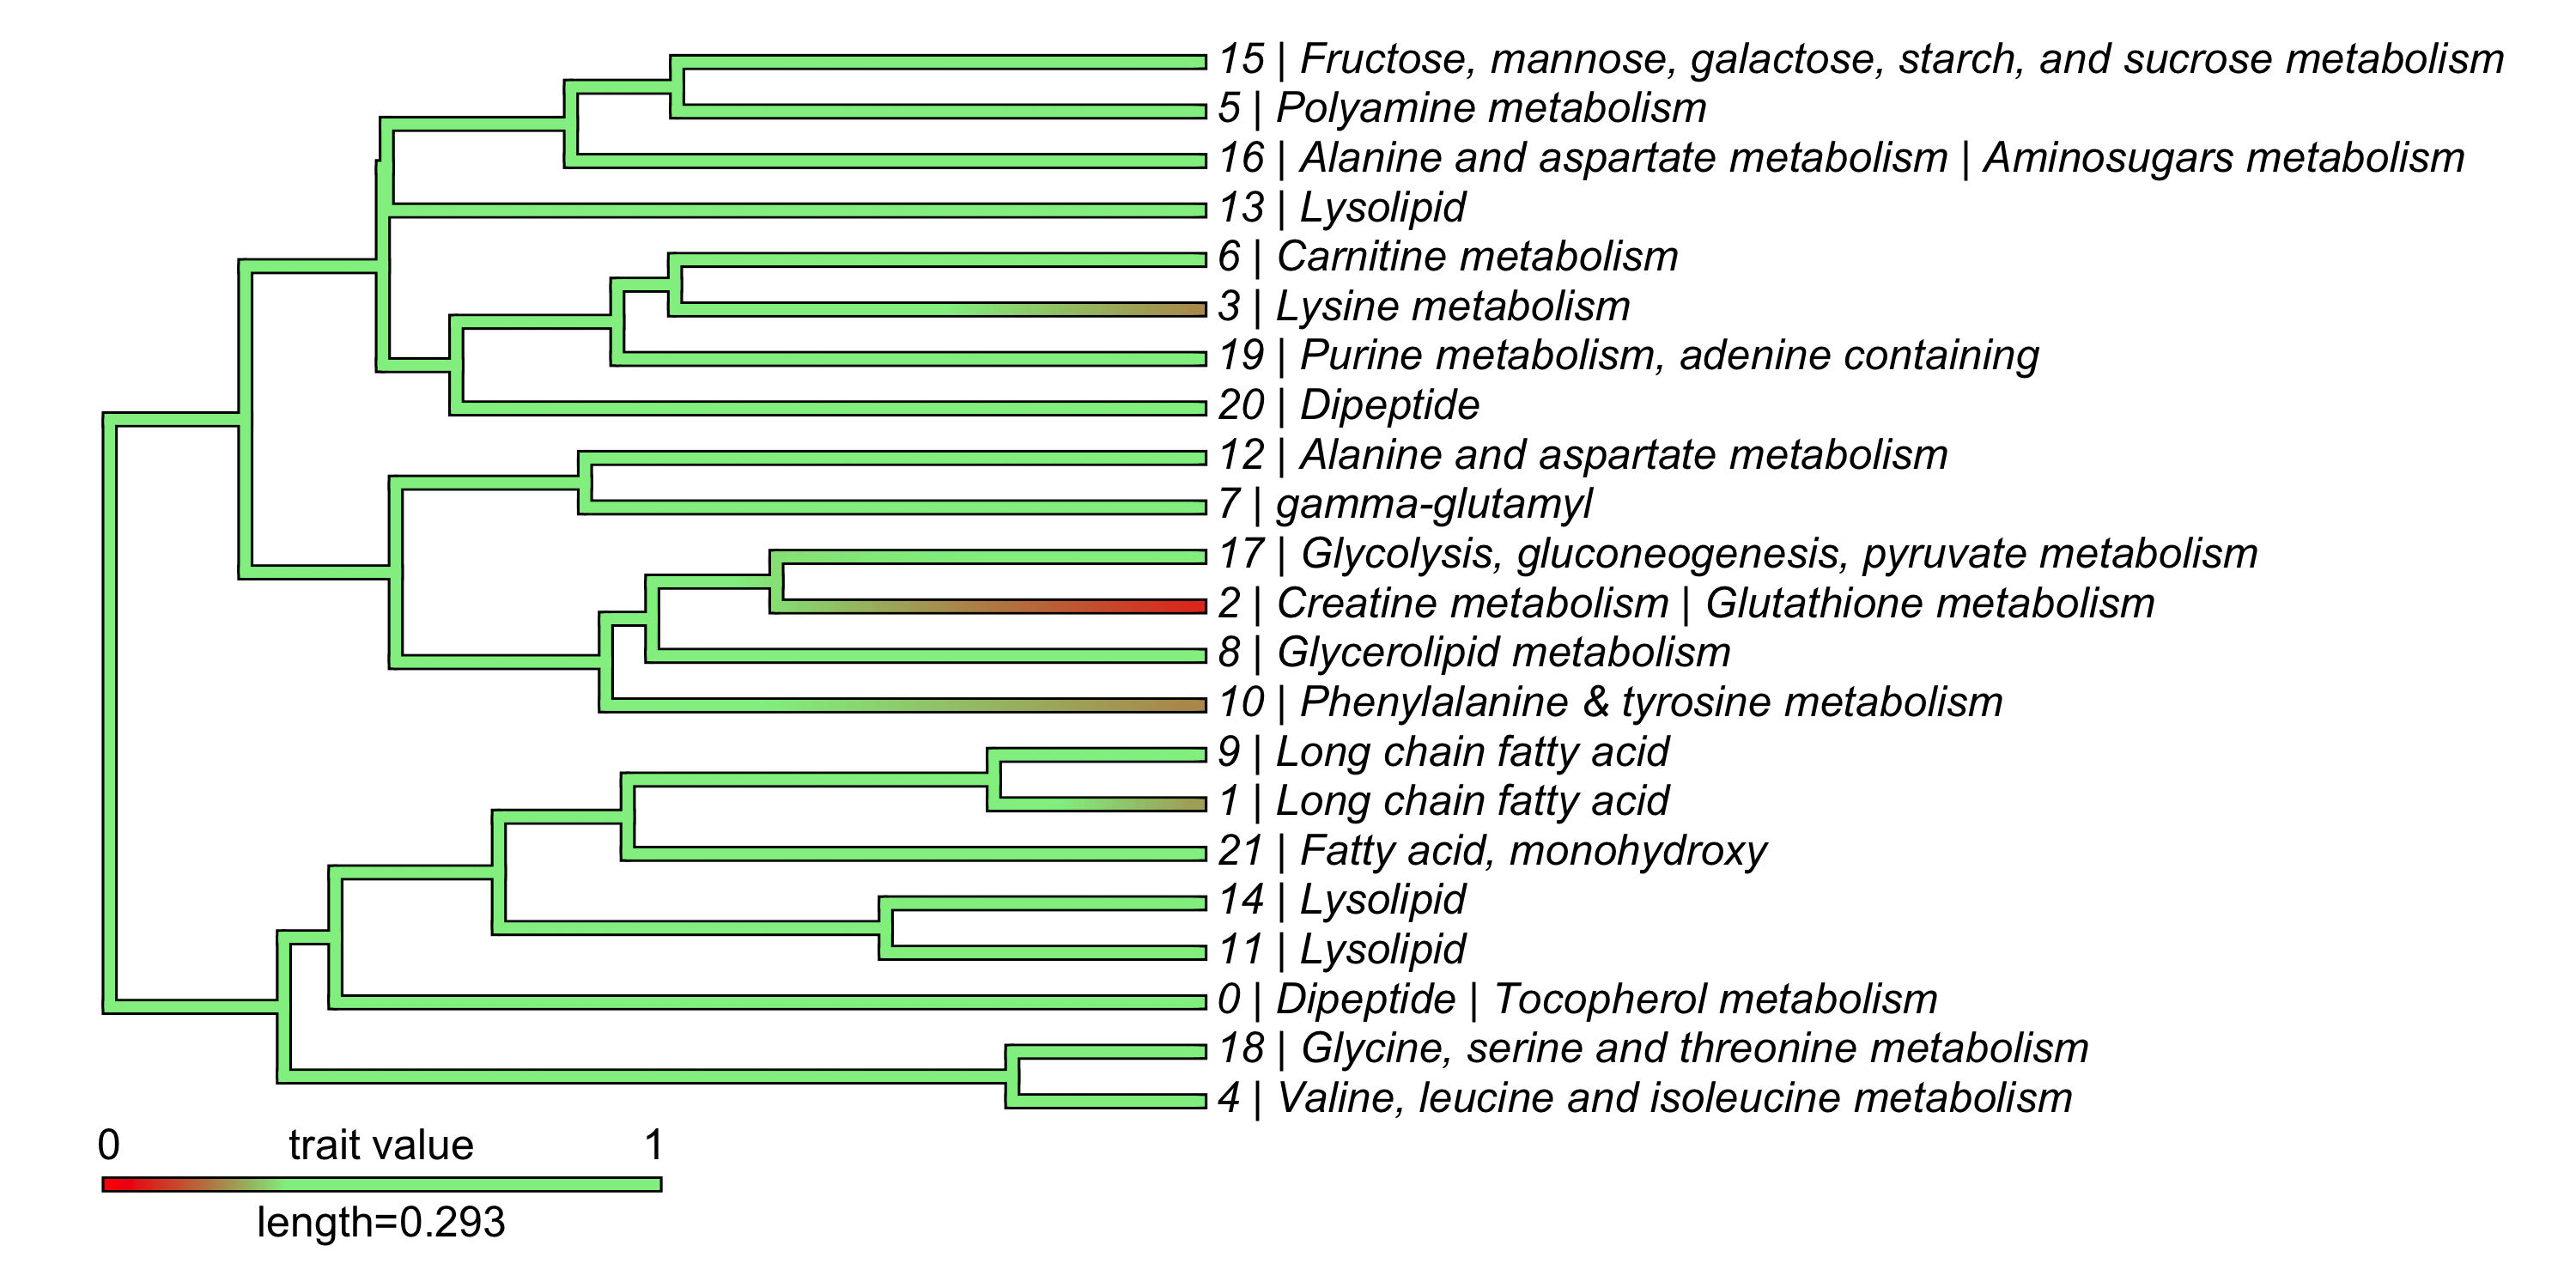 15 | Fructose, mannose, galactose, starch, and sucrose metabolism
5 | Polyamine metabolism
16 | Alanine and aspartate metabolism | Aminosugars metabolism
13 | Lysolipid
6 | Carnitine metabolism
3 | Lysine metabolism
19 | Purine metabolism, adenine containing
20 | Dipeptide
12 | Alanine and aspartate metabolism
7 | gamma-glutamyl
17 | Glycolysis, gluconeogenesis, pyruvate metabolism
2 | Creatine metabolism | Glutathione metabolism
8 | Glycerolipid metabolism
10 | Phenylalanine & tyrosine metabolism
9 | Long chain fatty acid
1 | Long chain fatty acid
21 | Fatty acid, monohydroxy
14 | Lysolipid
11 | Lysolipid
0 | Dipeptide | Tocopherol metabolism
18 | Glycine, serine and threonine metabolism
4 | Valine, leucine and isoleucine metabolism
0 trait value 1
length=0.293